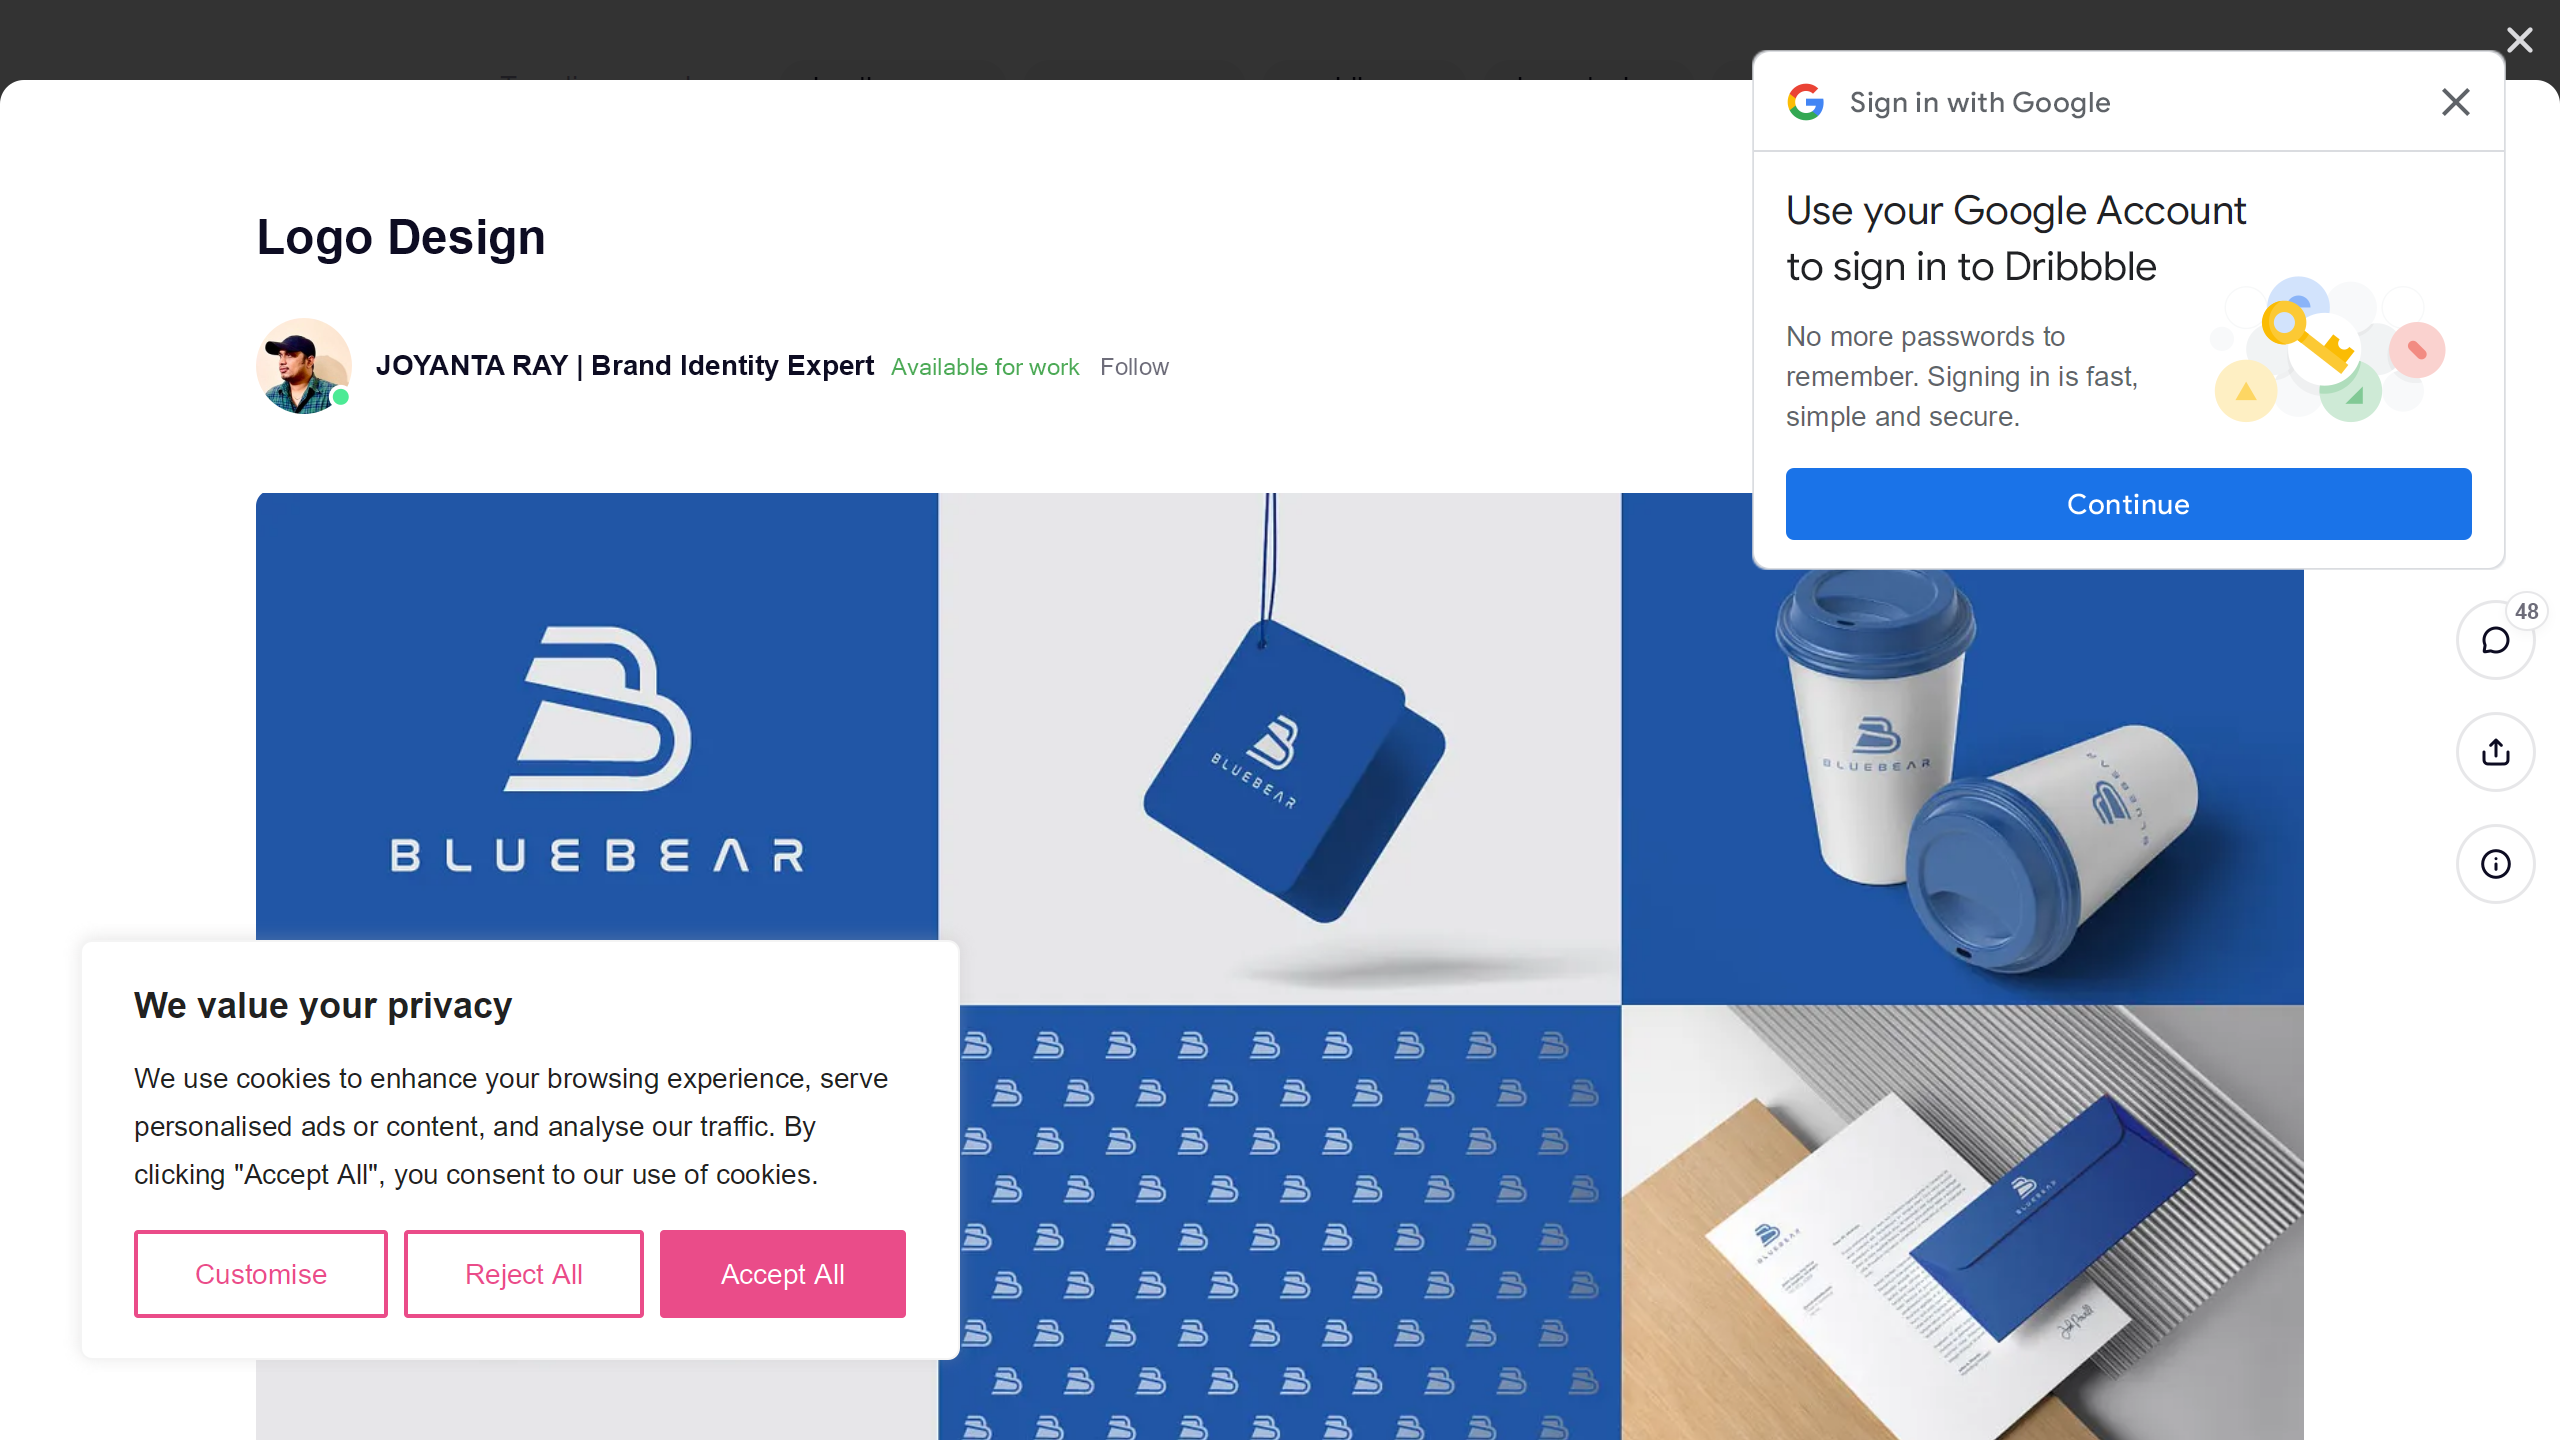 Sign in with Google
Use your Google Account
to sign in to Dribbble
No more passwords to
remember. Signing in is fast,
simple and secure.
Continue
Logo Design
JOYANTA RAY | Brand Identity Expert Available for work Follow
48
BLUEBEAR
BLUEBEAR
BLUEBEAR
BLUEBEAR
BLUEBEAR
BLUEBEAR
We value your privacy
We use cookies to enhance your browsing experience, serve
personalised ads or content, and analyse our traffic. By
clicking "Accept All", you consent to our use of cookies.
Customise
Reject All
Accept All